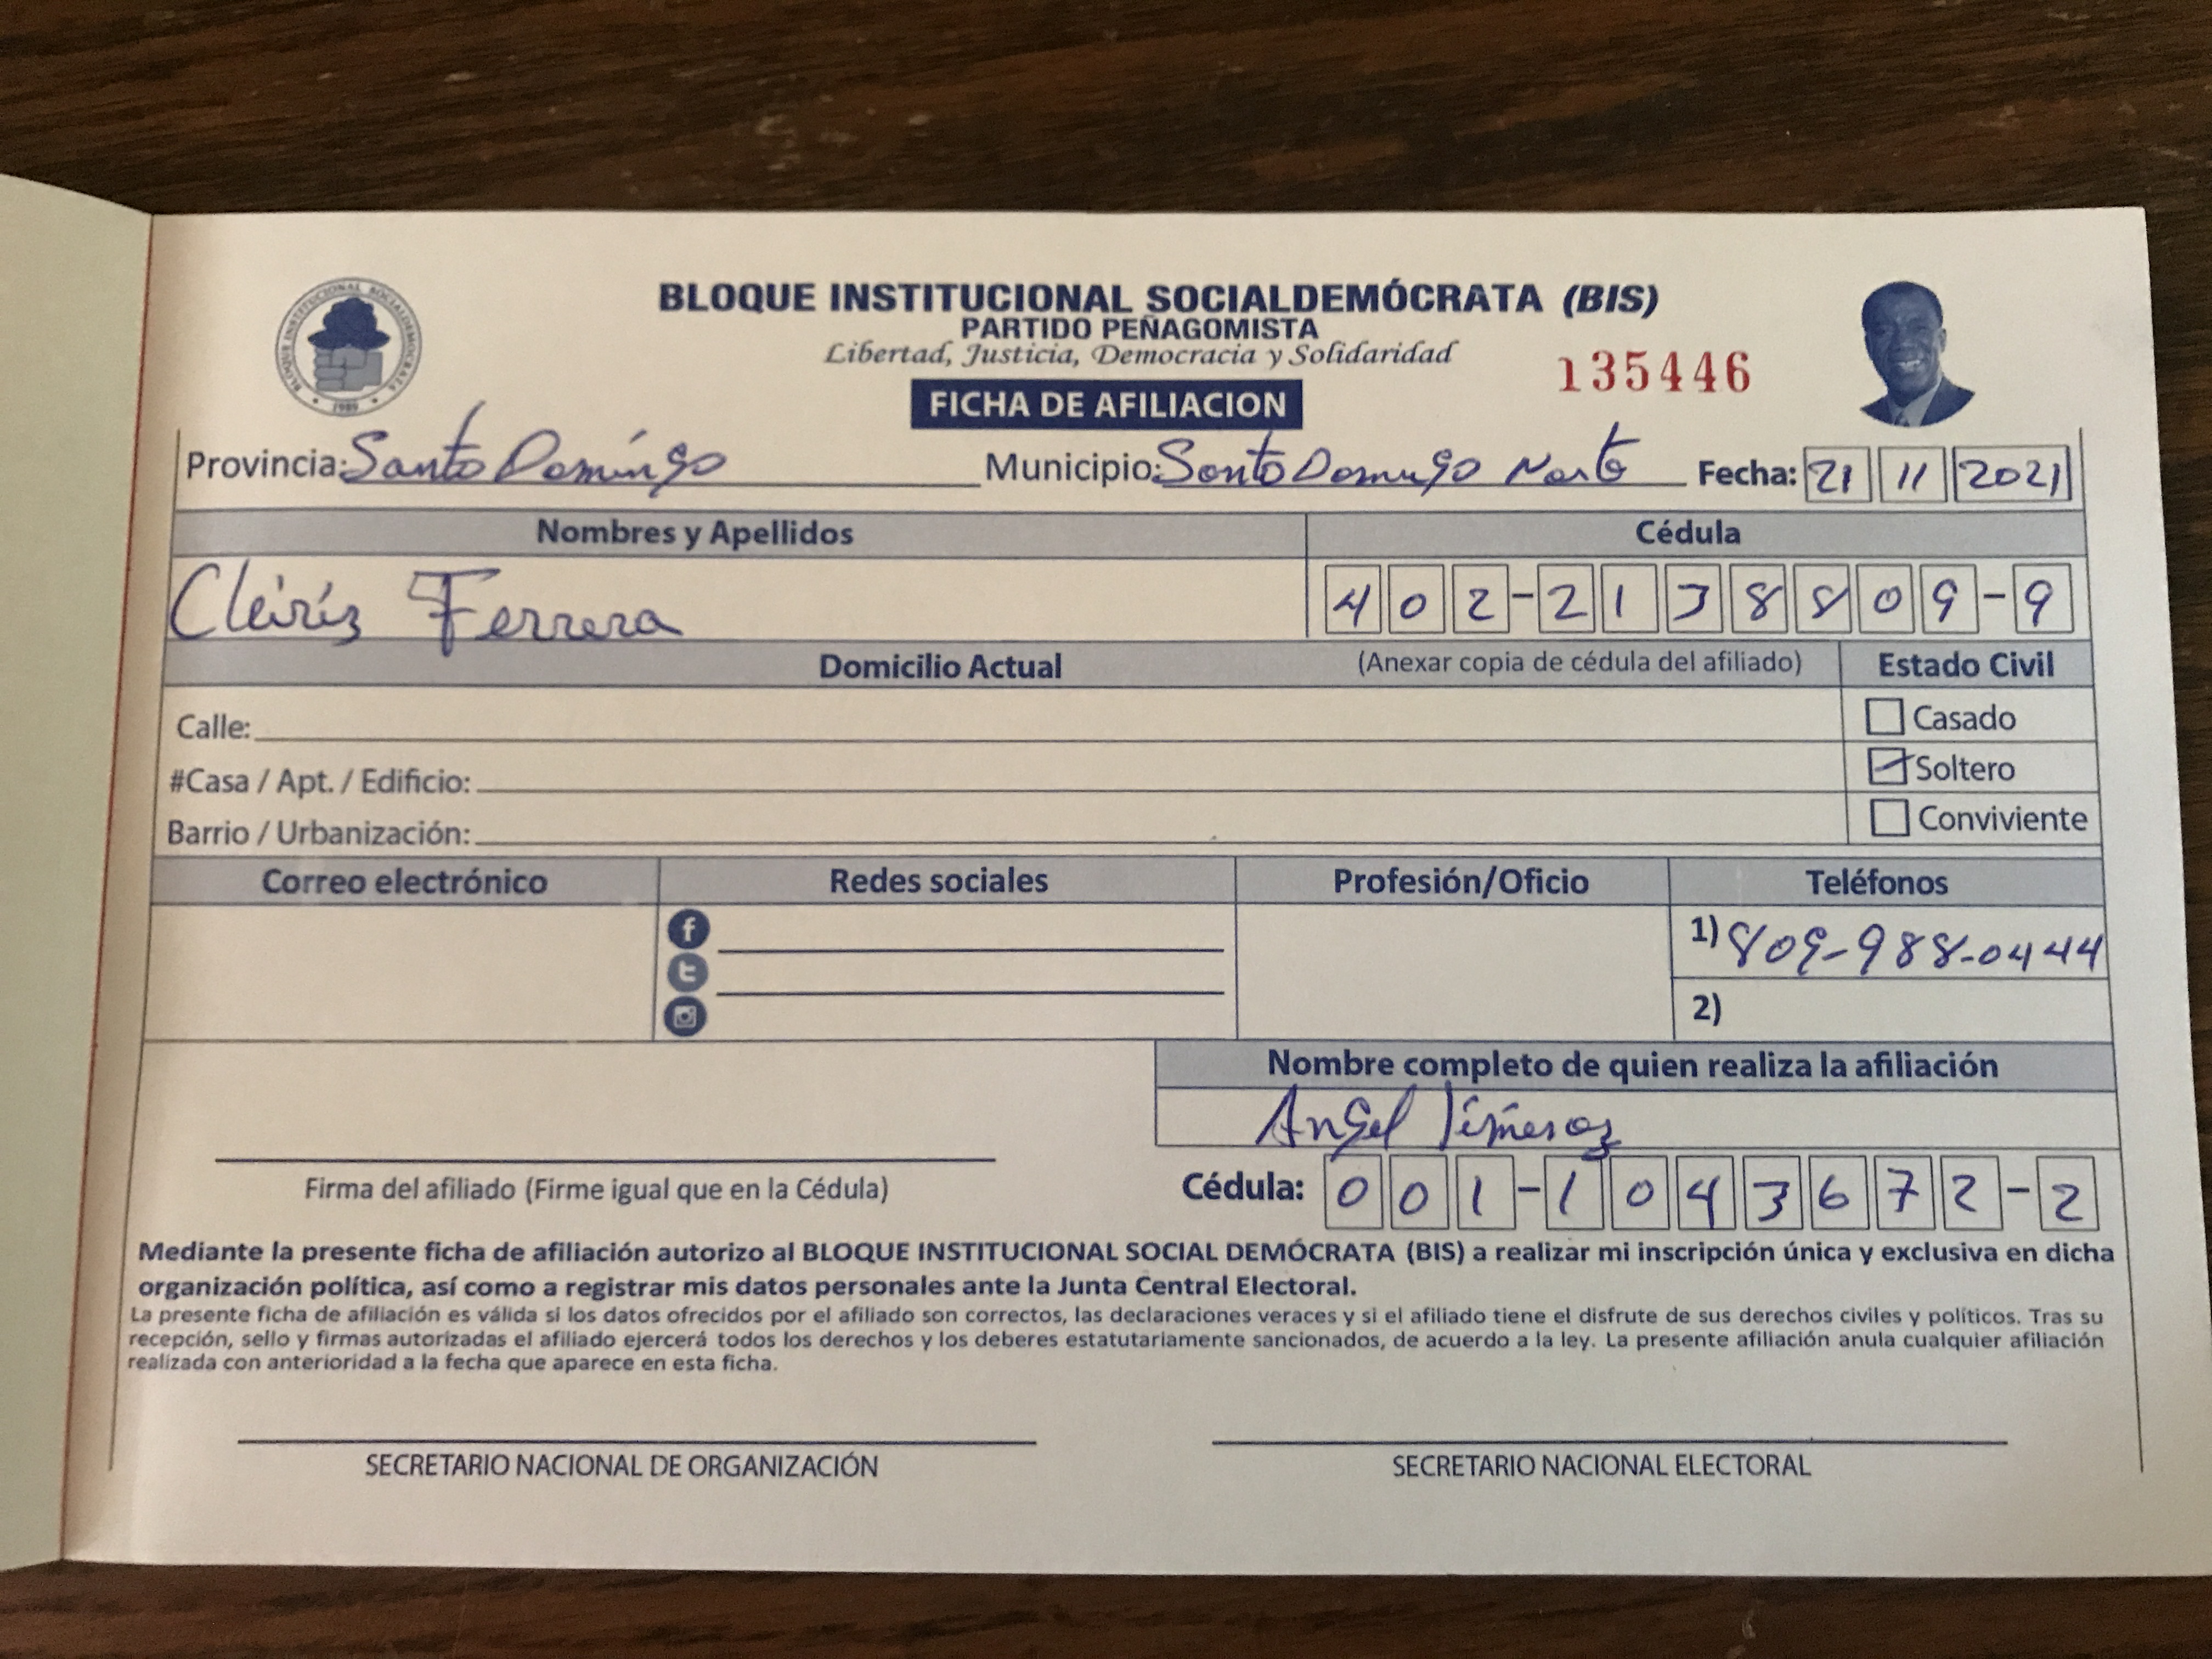 BLOQUE INSTITUCIONAL SOCIALDEMÓCRATA (BIS)
PARTIDO PEÑAGOMISTA
Libertad, Justicia, Democracia y Solidaridad
135446
BLOQUE INSTITUCIONAL SOCIALDEMOCRATA
FICHA DE AFILIACION
Provincia: Santo Domíngo Municipio: Santo Domingo Norte Fecha: 21 11 2021
Nombres y Apellidos Cédula
Cleiríz Ferrera 402-2138809-9
Domicilio Actual (Anexar copia de cédula del afiliado) Estado Civil
Calle: Casado
#Casa / Apt. / Edificio: Soltero
Barrio / Urbanización: Conviviente
Correo electrónico Redes sociales Profesión/Oficio Teléfonos
1) 809-988-0444
2)
Nombre completo de quien realiza la afiliación
Angel
Firma del afiliado (Firme igual que en la Cédula) Cédula: 001-1043672-2
Mediante la presente ficha de afiliación autorizo al BLOQUE INSTITUCIONAL SOCIAL DEMÓCRATA (BIS) a realizar mi inscripción única y exclusiva en dicha
organización política, así como a registrar mis datos personales ante la Junta Central Electoral.
La presente ficha de afiliación es válida si los datos ofrecidos por el afiliado son correctos, las declaraciones veraces y si el afiliado tiene el disfrute de sus derechos civiles y políticos. Tras su
recepción, sello y firmas autorizadas el afiliado ejercerá todos los derechos y los deberes estatutariamente sancionados, de acuerdo a la ley. La presente afiliación anula cualquier afiliación
realizada con anterioridad a la fecha que aparece en esta ficha.
SECRETARIO NACIONAL DE ORGANIZACIÓN SECRETARIO NACIONAL ELECTORAL